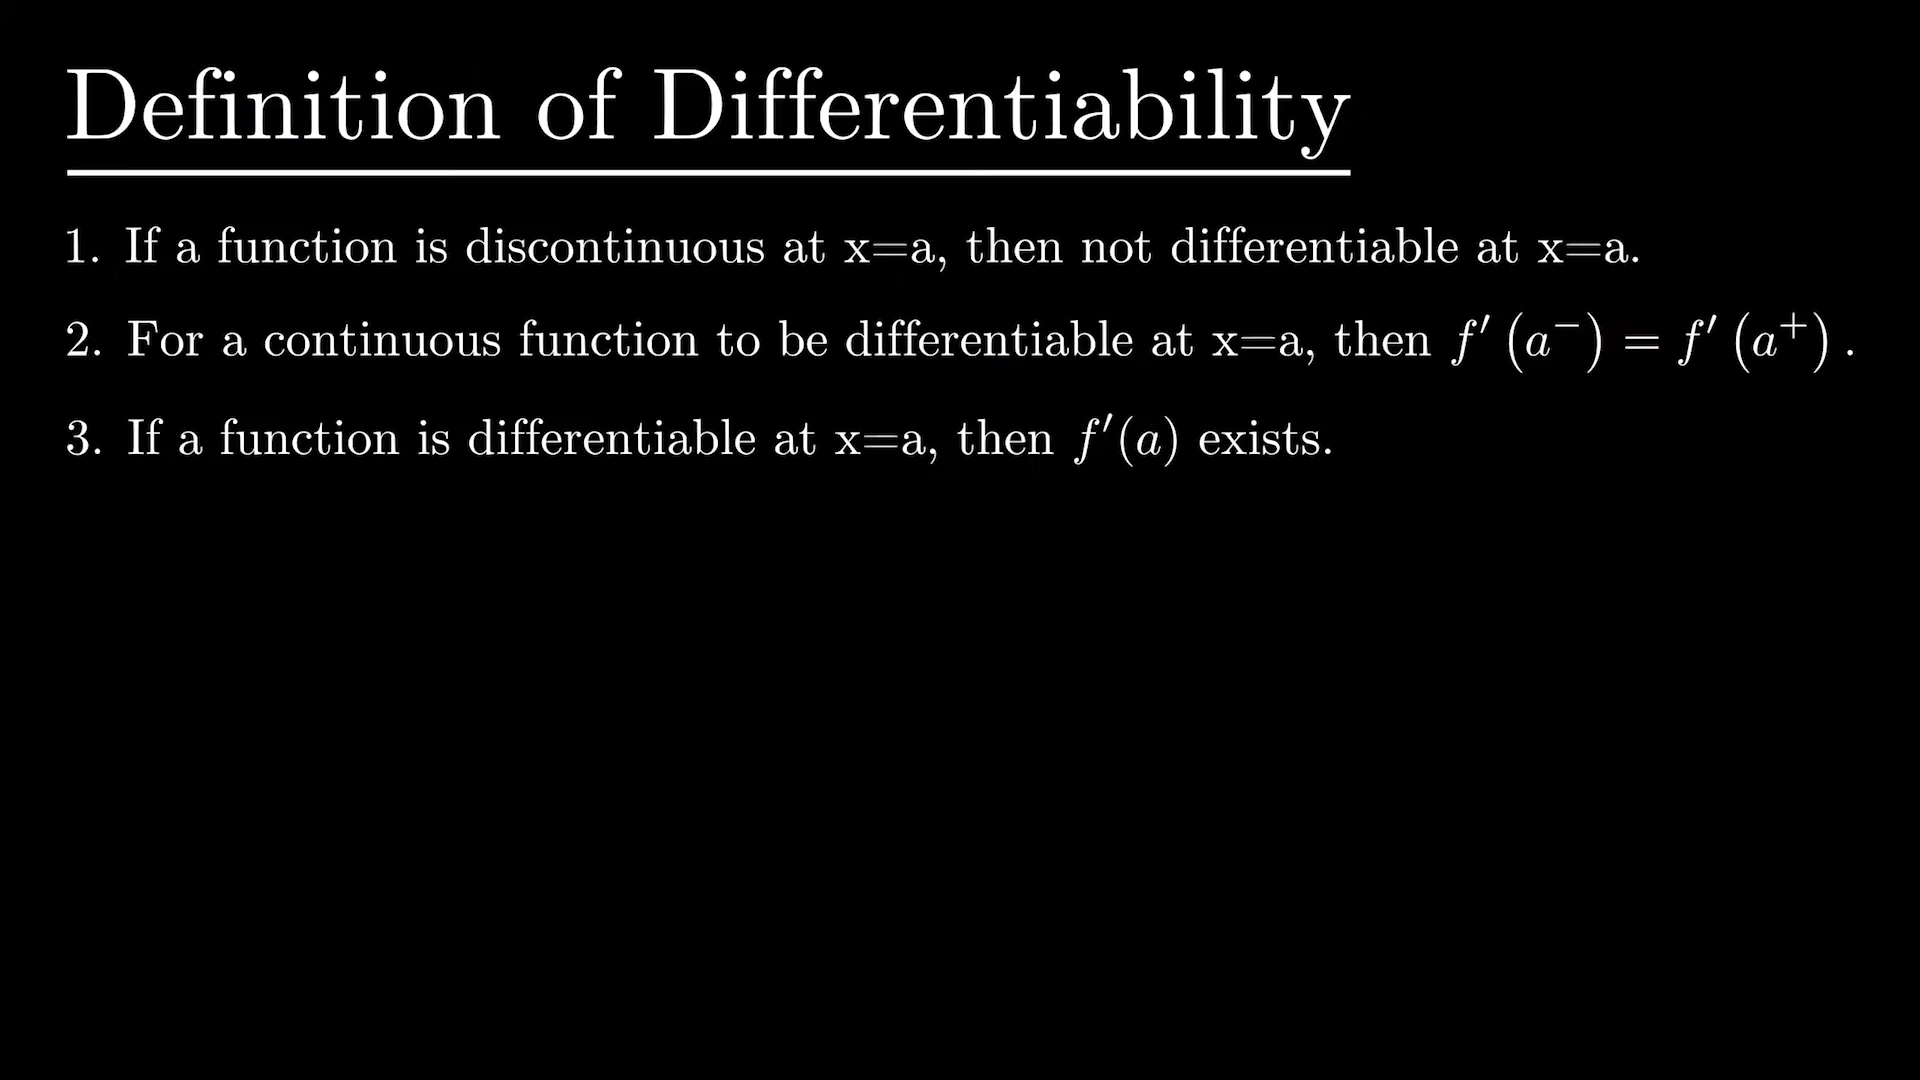 Definition of Differentiability
1. If a function is discontinuous at x=a, then not differentiable at x=a.
2. For a continuous function to be differentiable at x=a, then f′(a⁻) = f′(a⁺).
3. If a function is differentiable at x=a, then f′(a) exists.